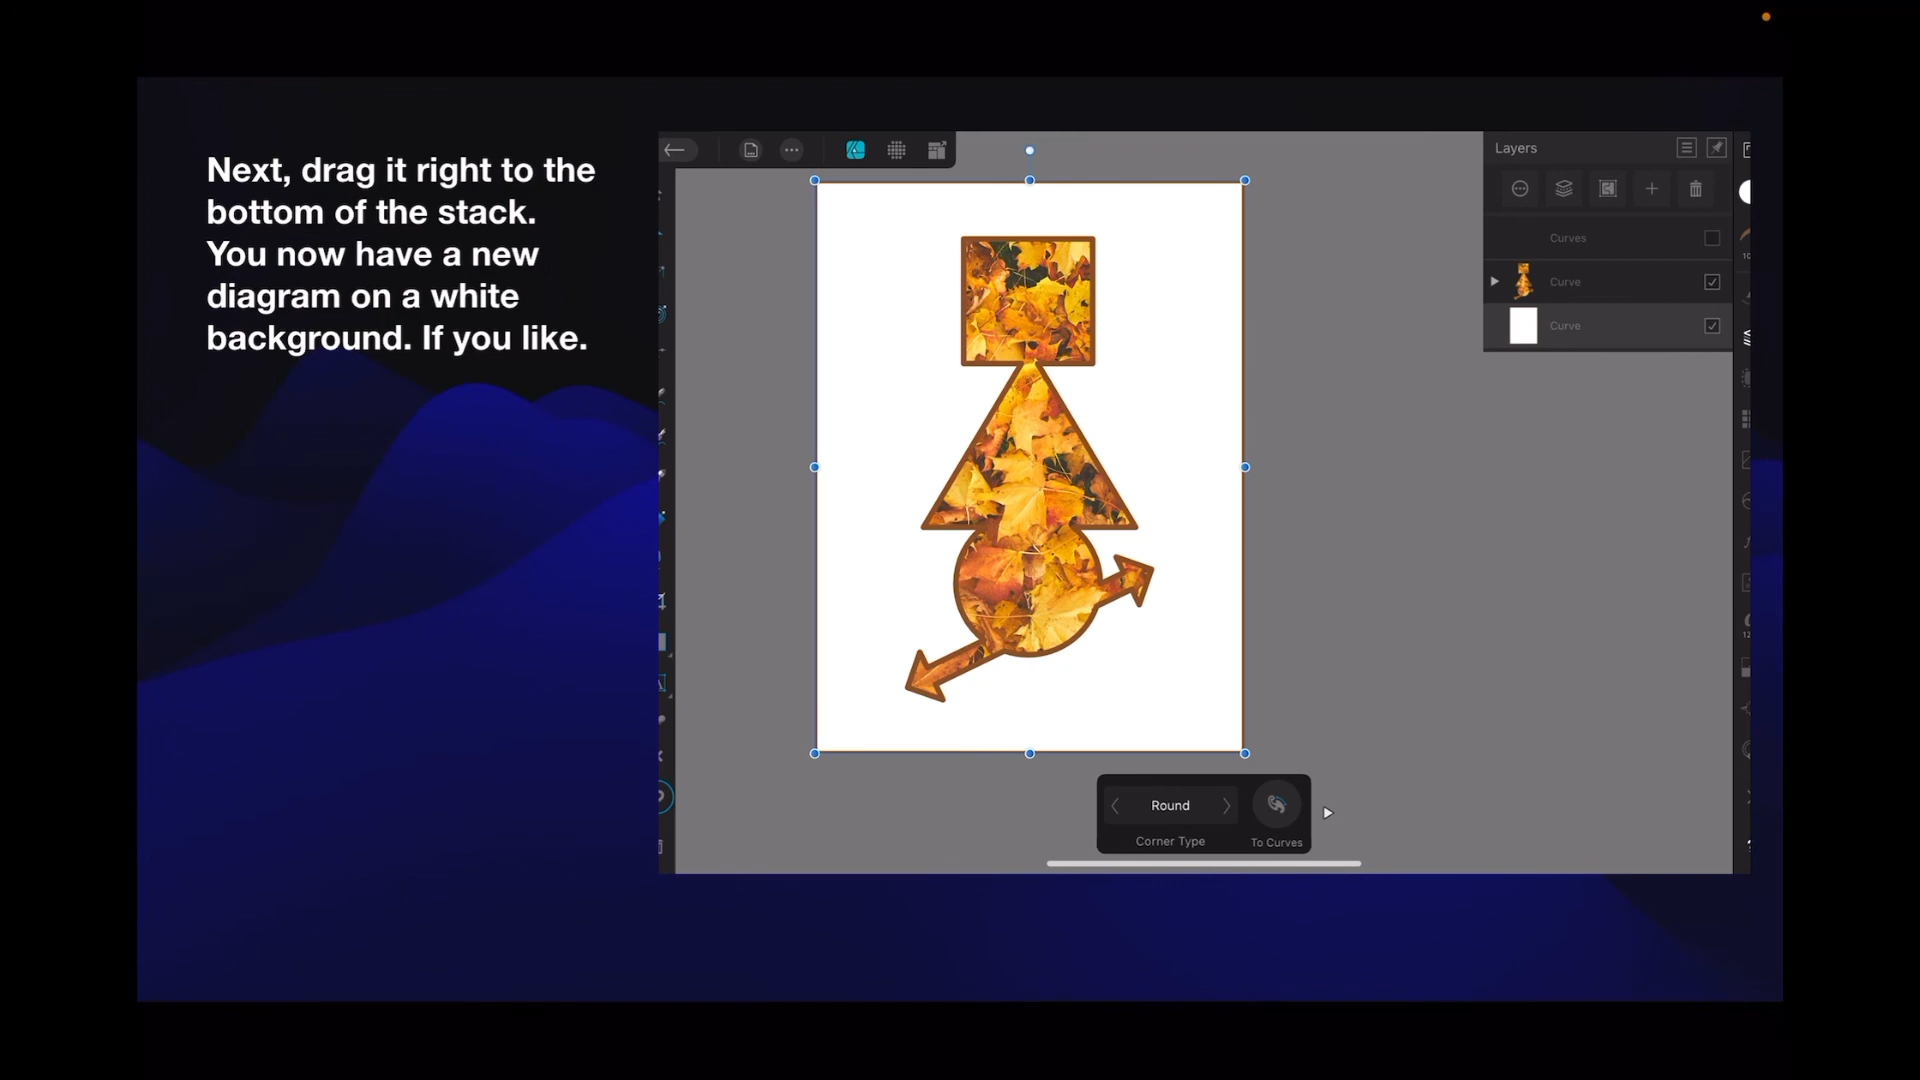 Next, drag it right to the
bottom of the stack.
You now have a new
diagram on a white
background. If you like.
Layers
Curves
Curve
Curve
Round
Corner Type
To Curves